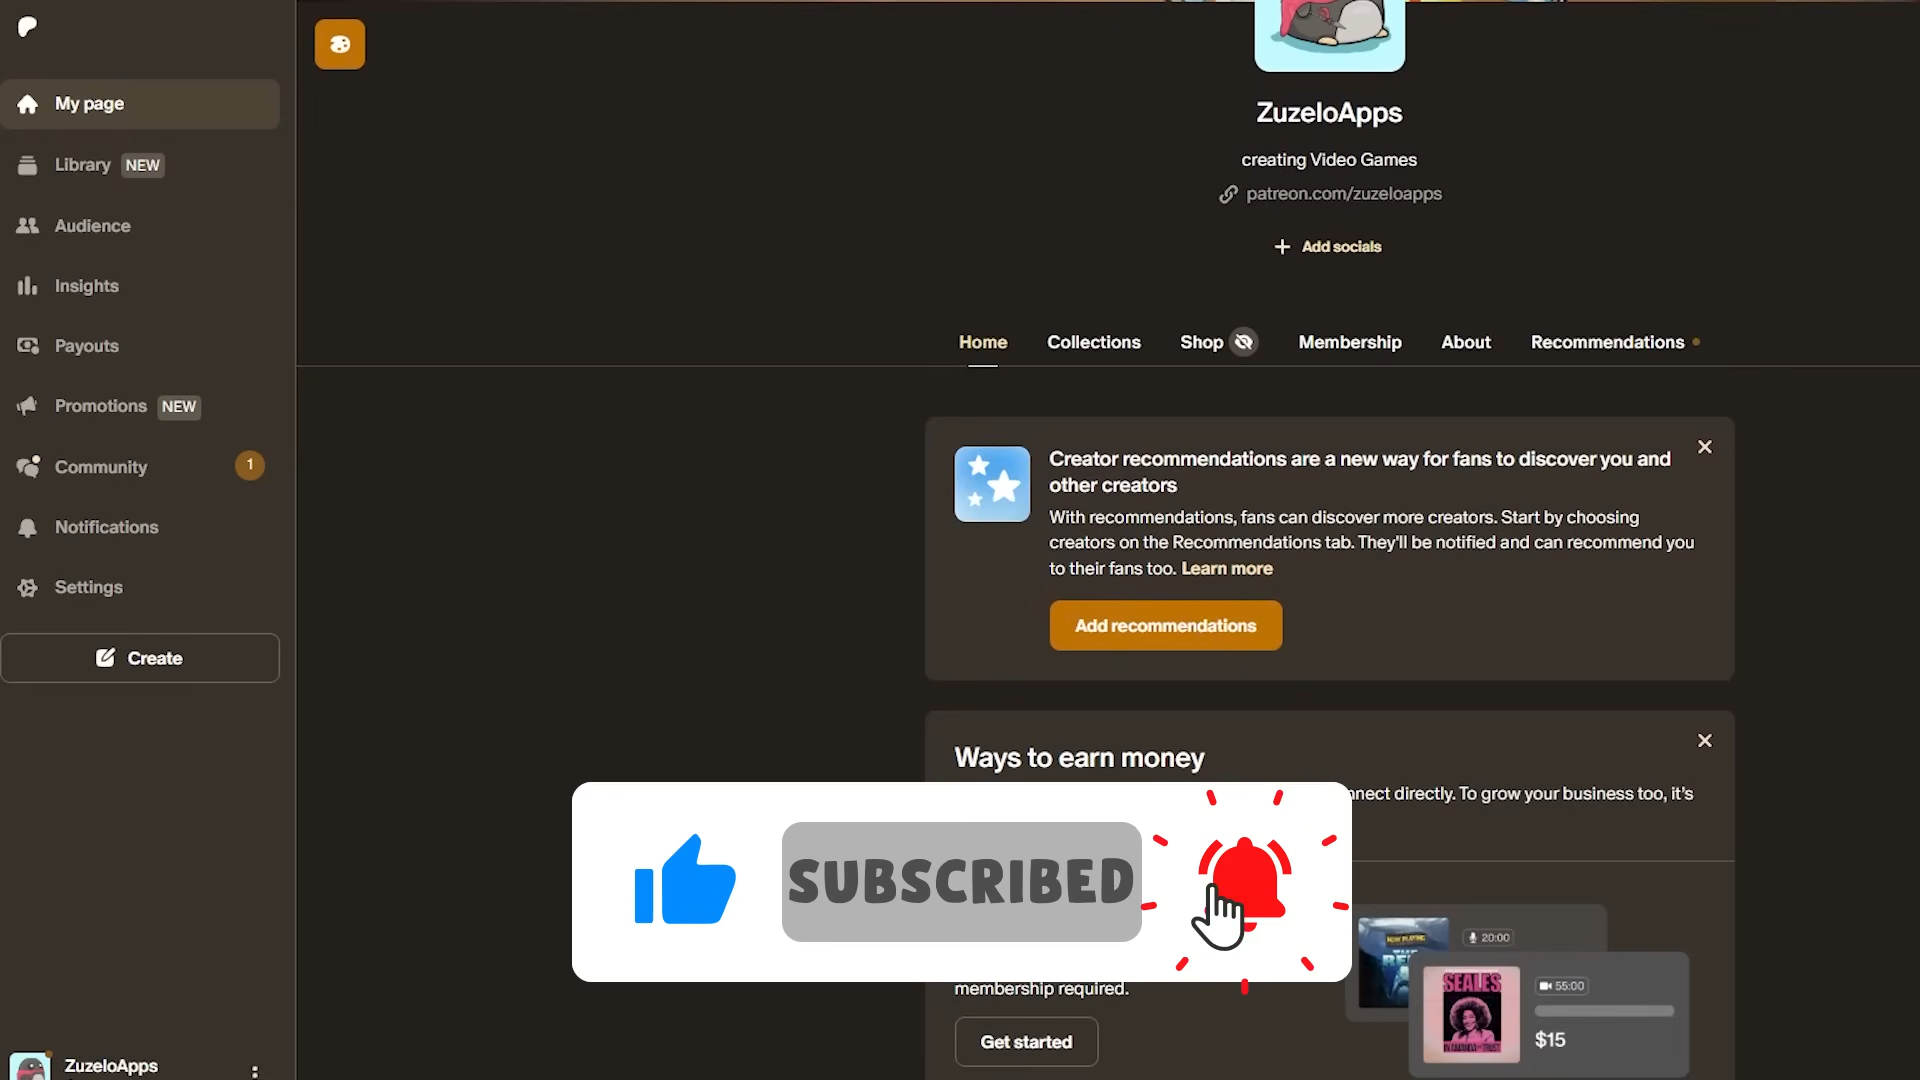 My page
Library NEW
Audience
Insights
Payouts
Promotions NEW
Community 1
Notifications
Settings
Create
ZuzeloApps
ZuzeloApps
creating Video Games
patreon.com/zuzeloapps
Add socials
Home Collections Shop Membership About Recommendations
Creator recommendations are a new way for fans to discover you and
other creators
With recommendations, fans can discover more creators. Start by choosing
creators on the Recommendations tab. They'll be notified and can recommend you
to their fans too. Learn more
Add recommendations
Ways to earn money
directly. To grow your business too, it's
SUBSCRIBED
membership required.
Get started
NOW PLAYING
20:00
SEALES
55:00
$15